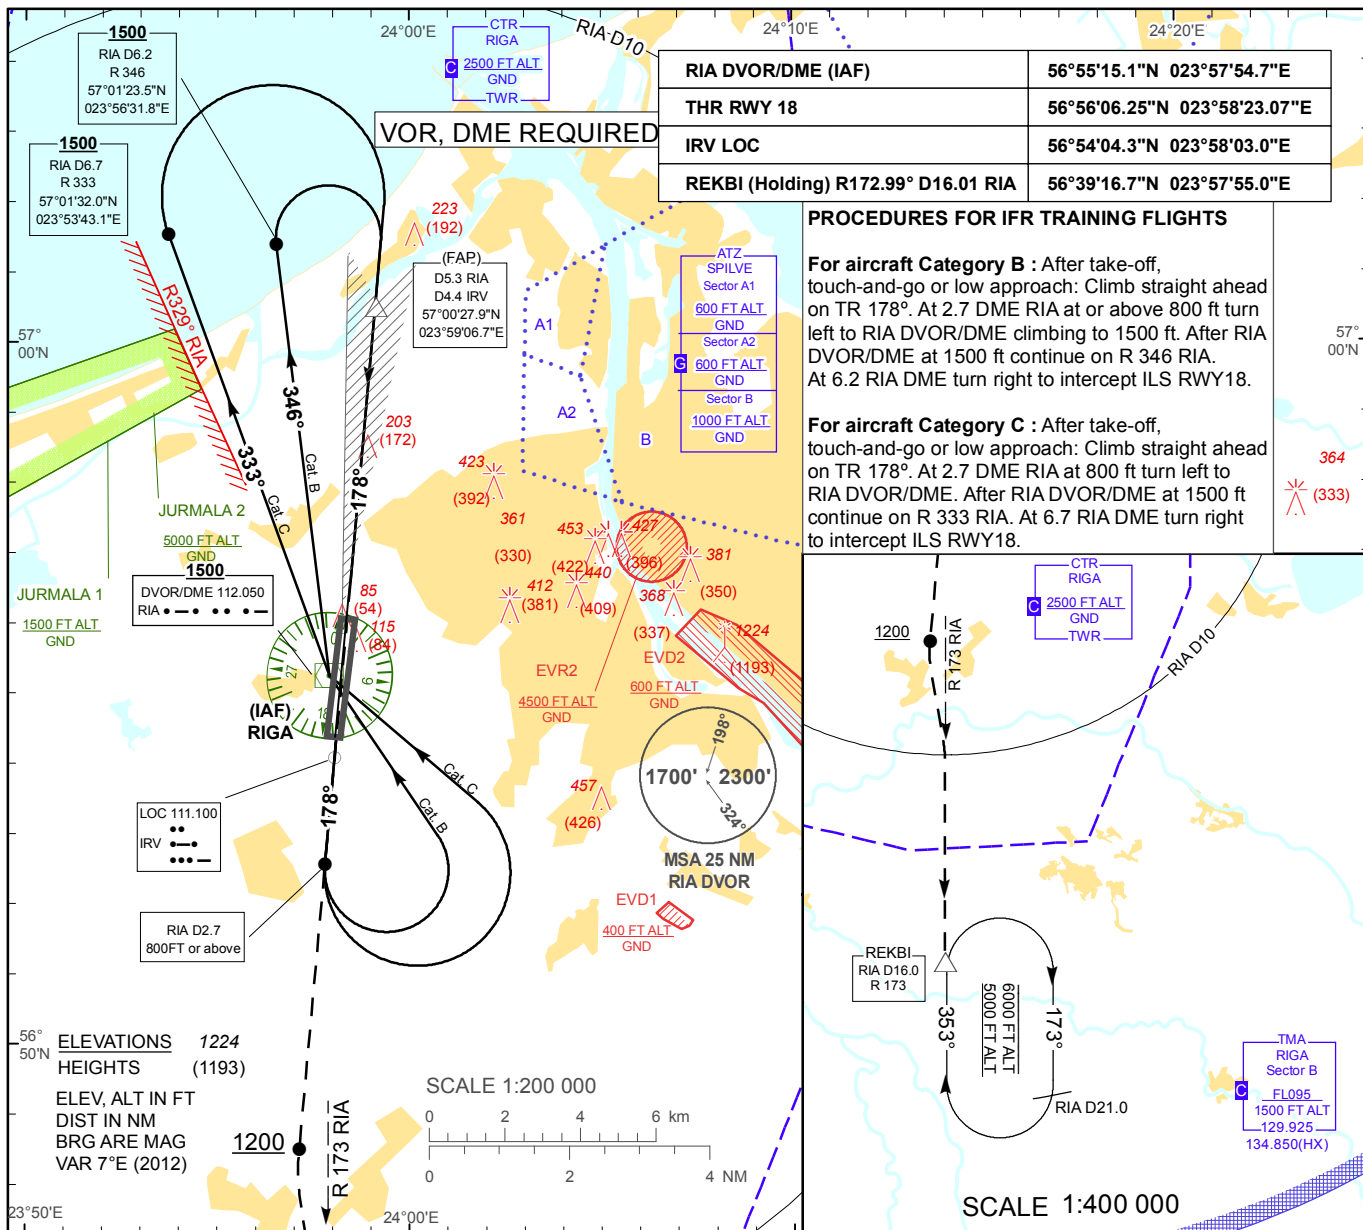 1500
RIA D6.2
R 346
57°01'23.5"N
023°56'31.8"E
1500
RIA D6.7
R 333
57°01'32.0"N
023°53'43.1"E
24°00'E
CTR
RIGA
C
2500 FT ALT
GND
TWR
RIA D10
24°10'E
24°20'E
VOR, DME REQUIRED
RIA DVOR/DME (IAF) 56°55'15.1"N 023°57'54.7"E
THR RWY 18 56°56'06.25"N 023°58'23.07"E
IRV LOC 56°54'04.3"N 023°58'03.0"E
REKBI (Holding) R172.99° D16.01 RIA 56°39'16.7"N 023°57'55.0"E
PROCEDURES FOR IFR TRAINING FLIGHTS
For aircraft Category B : After take-off,
touch-and-go or low approach: Climb straight ahead
on TR 178º. At 2.7 DME RIA at or above 800 ft turn
left to RIA DVOR/DME climbing to 1500 ft. After RIA
DVOR/DME at 1500 ft continue on R 346 RIA.
At 6.2 RIA DME turn right to intercept ILS RWY18.
For aircraft Category C : After take-off,
touch-and-go or low approach: Climb straight ahead
on TR 178º. At 2.7 DME RIA at 800 ft turn left to
RIA DVOR/DME. After RIA DVOR/DME at 1500 ft
continue on R 333 RIA. At 6.7 RIA DME turn right
to intercept ILS RWY18.
223
(192)
(FAP)
D5.3 RIA
D4.4 IRV
57°00'27.9"N
023°59'06.7"E
ATZ
SPILVE
Sector A1
600 FT ALT
GND
Sector A2
G
600 FT ALT
GND
Sector B
1000 FT ALT
GND
A1
A2
B
57°
00'N
57°
00'N
R329° RIA
333°
Cat. C
346°
Cat. B
178°
203
(172)
423
(392)
361
(330)
453
(422)
427
(396)
440
(409)
412
(381)
381
(350)
368
(337)
1224
(1193)
364
(333)
JURMALA 2
5000 FT ALT
GND
JURMALA 1
1500 FT ALT
GND
1500
DVOR/DME 112.050
RIA
85
(54)
115
(84)
0
9
18
27
(IAF)
RIGA
EVR2
4500 FT ALT
GND
EVD2
600 FT ALT
GND
198°
1700' 2300'
324°
MSA 25 NM
RIA DVOR
457
(426)
EVD1
400 FT ALT
GND
Cat. C
Cat. B
178°
LOC 111.100
IRV
RIA D2.7
800FT or above
56°
50'N
ELEVATIONS 1224
HEIGHTS (1193)
ELEV, ALT IN FT
DIST IN NM
BRG ARE MAG
VAR 7°E (2012)
1200
R 173 RIA
SCALE 1:200 000
0 2 4 6 km
0 2 4 NM
23°50'E
24°00'E
CTR
RIGA
C
2500 FT ALT
GND
TWR
1200
R 173 RIA
RIA D10
REKBI
RIA D16.0
R 173
353°
6000 FT ALT
5000 FT ALT
173°
RIA D21.0
TMA
RIGA
Sector B
C
FL095
1500 FT ALT
129.925
134.850(HX)
SCALE 1:400 000